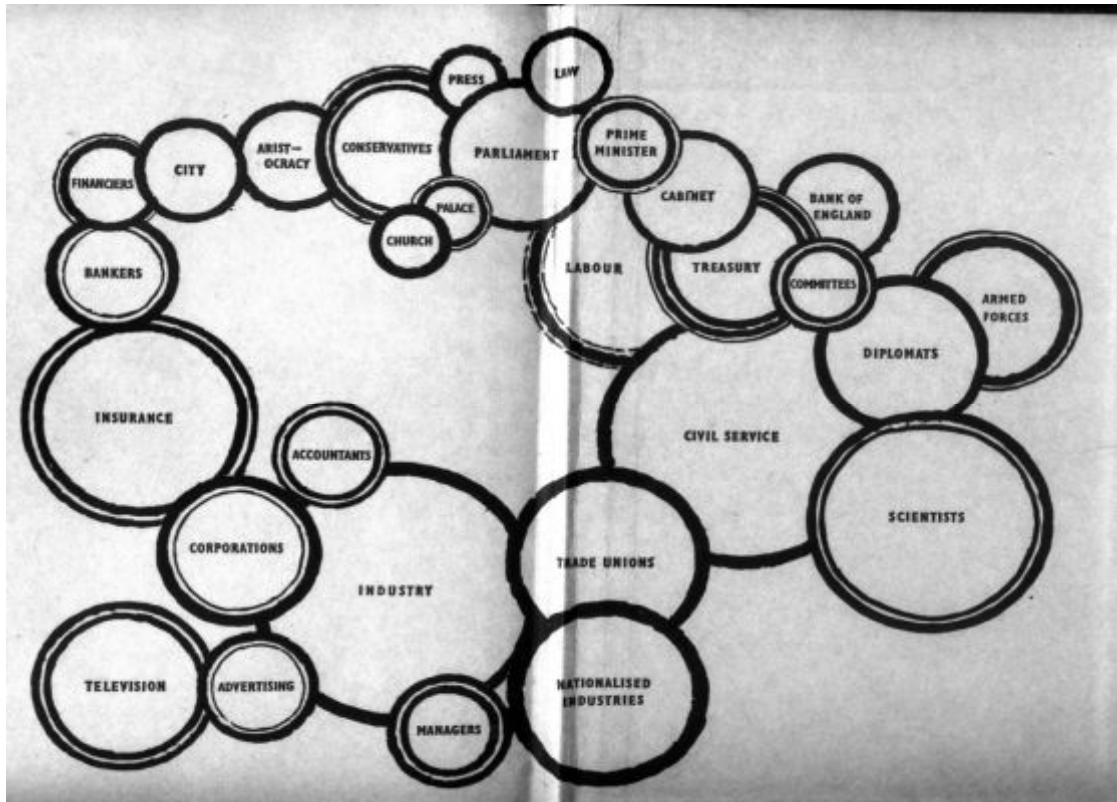 PRESS
LAW
ARIST—
OCRACY
CONSERVATIVES
PARLIAMENT
PRIME
MINISTER
FINANCIERS
CITY
CABINET
BANK OF
ENGLAND
PALACE
CHURCH
BANKERS
LABOUR
TREASURY
COMMITTEES
ARMED
FORCES
DIPLOMATS
INSURANCE
CIVIL SERVICE
ACCOUNTANTS
SCIENTISTS
CORPORATIONS
TRADE UNIONS
INDUSTRY
TELEVISION
ADVERTISING
NATIONALISED
INDUSTRIES
MANAGERS